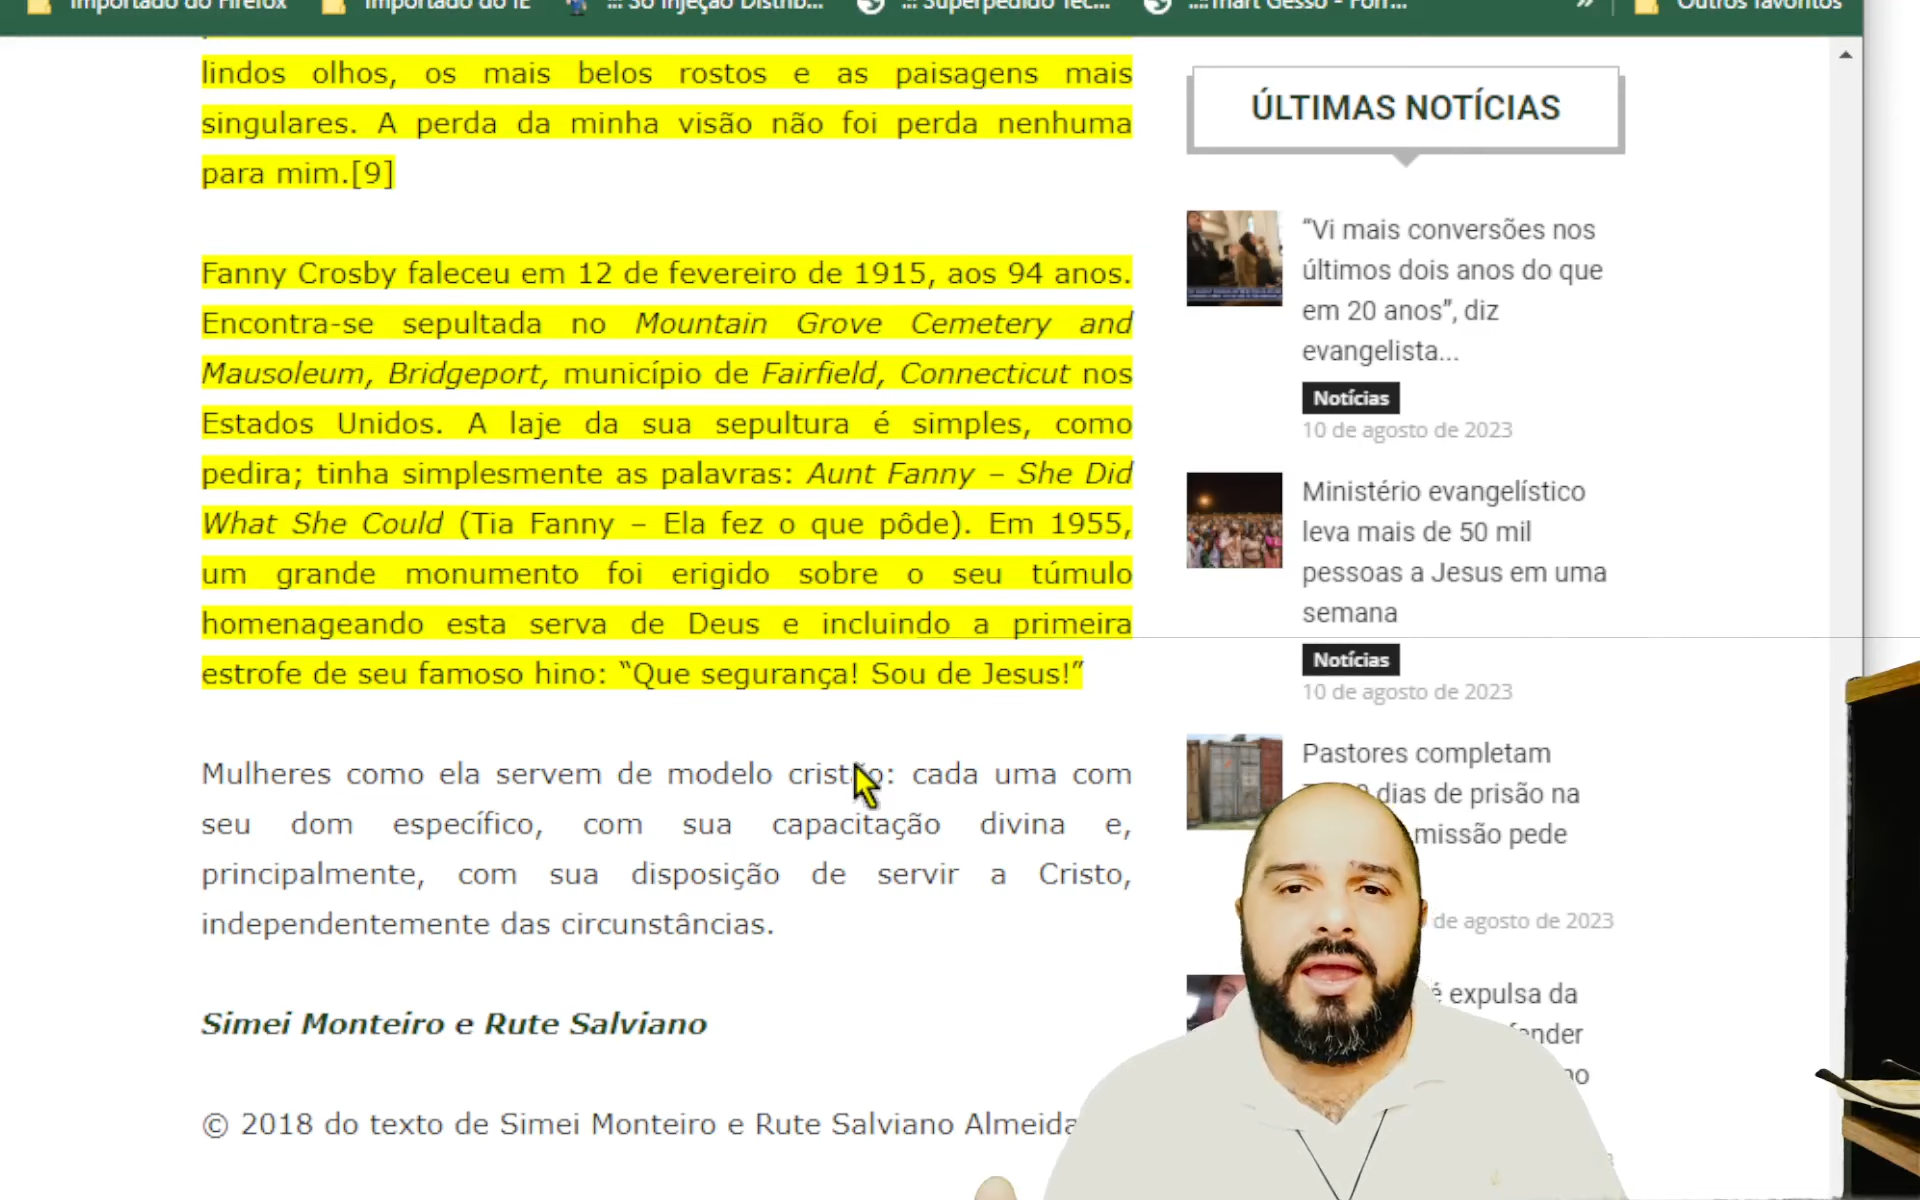 Importado do Firefox
Importado do IE
Só Injeção Distrib...
Superpedido Tec...
mart Gesso - Fon...
Outros favoritos
lindos olhos, os mais belos rostos e as paisagens mais
singulares. A perda da minha visão não foi perda nenhuma
para mim.[9]
Fanny Crosby faleceu em 12 de fevereiro de 1915, aos 94 anos.
Encontra-se sepultada no Mountain Grove Cemetery and
Mausoleum, Bridgeport, município de Fairfield, Connecticut nos
Estados Unidos. A laje da sua sepultura é simples, como
pedira; tinha simplesmente as palavras: Aunt Fanny – She Did
What She Could (Tia Fanny – Ela fez o que pôde). Em 1955,
um grande monumento foi erigido sobre o seu túmulo
homenageando esta serva de Deus e incluindo a primeira
estrofe de seu famoso hino: “Que segurança! Sou de Jesus!”
Mulheres como ela servem de modelo cristão: cada uma com
seu dom específico, com sua capacitação divina e,
principalmente, com sua disposição de servir a Cristo,
independentemente das circunstâncias.
Simei Monteiro e Rute Salviano
© 2018 do texto de Simei Monteiro e Rute Salviano Almeida
ÚLTIMAS NOTÍCIAS
“Vi mais conversões nos
últimos dois anos do que
em 20 anos”, diz
evangelista...
Notícias
10 de agosto de 2023
Ministério evangelístico
leva mais de 50 mil
pessoas a Jesus em uma
semana
Notícias
10 de agosto de 2023
Pastores completam
dias de prisão na
missão pede
de agosto de 2023
é expulsa da